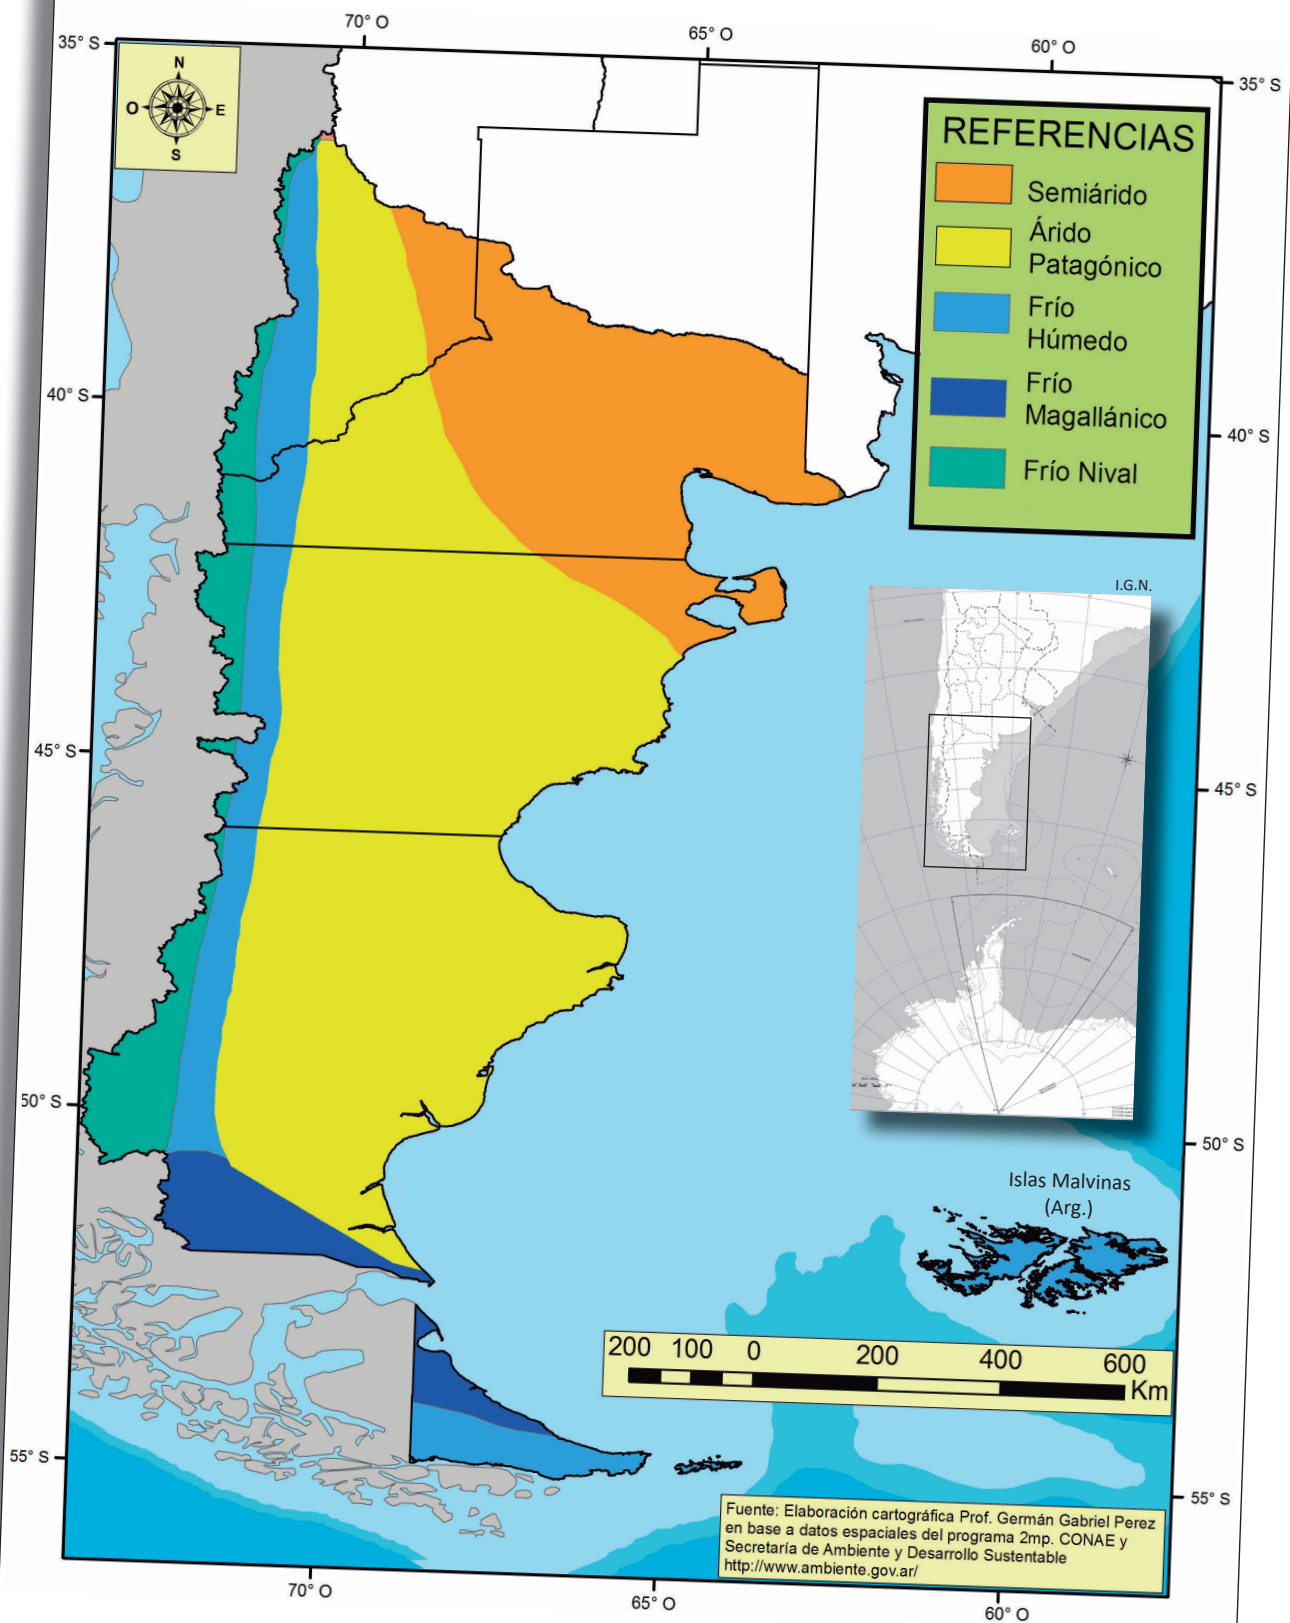 70° O
65° O
60° O
35° S
35° S
N
O
E
S
REFERENCIAS
Semiárido
Árido
Patagónico
Frío
Húmedo
Frío
Magallánico
Frío Nival
40° S
40° S
I.G.N.
45° S
45° S
50° S
50° S
Islas Malvinas
(Arg.)
200 100 0 200 400 600
Km
55° S
55° S
Fuente: Elaboración cartográfica Prof. Germán Gabriel Perez
en base a datos espaciales del programa 2mp. CONAE y
Secretaría de Ambiente y Desarrollo Sustentable
http://www.ambiente.gov.ar/
70° O
65° O
60° O